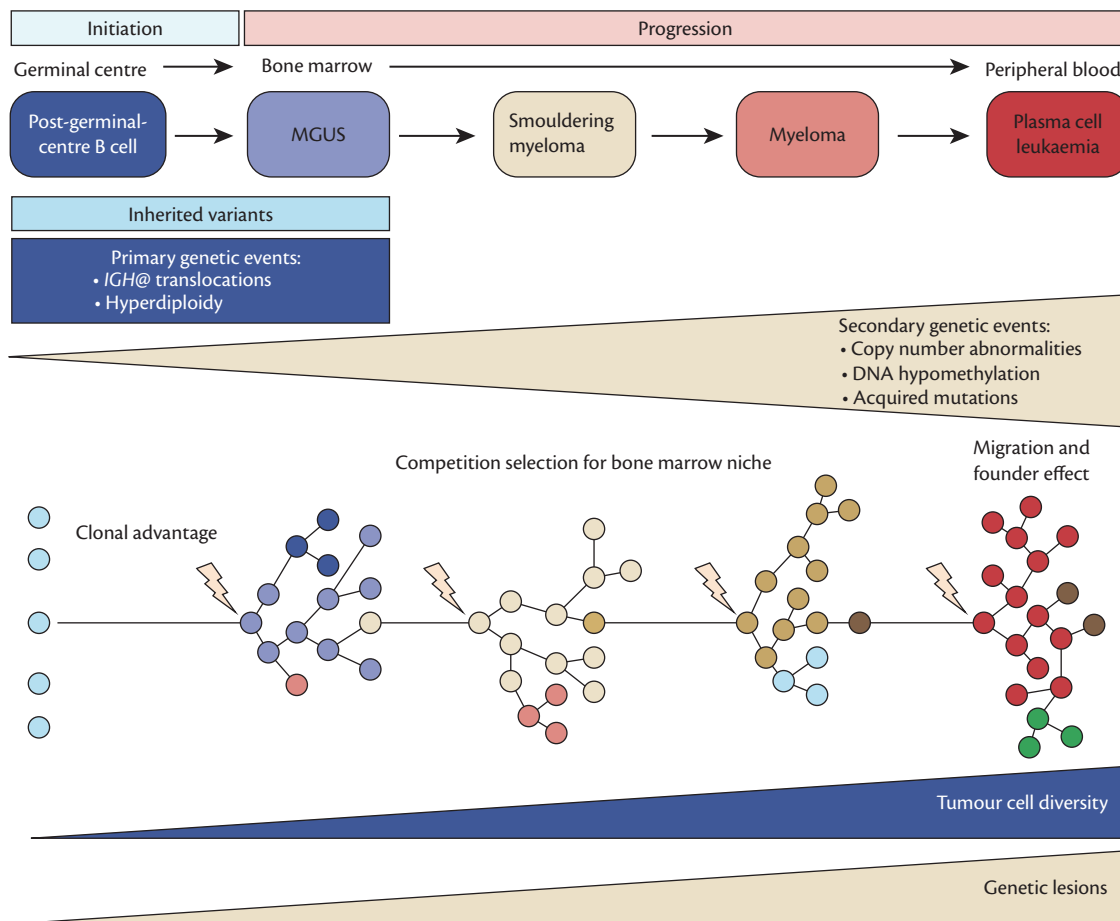 Initiation
Progression
Germinal centre
Bone marrow
Peripheral blood
Post-germinal-
centre B cell
MGUS
Smouldering
myeloma
Myeloma
Plasma cell
leukaemia
Inherited variants
Primary genetic events:
• IGH@ translocations
• Hyperdiploidy
Secondary genetic events:
• Copy number abnormalities
• DNA hypomethylation
• Acquired mutations
Competition selection for bone marrow niche
Migration and
founder effect
Clonal advantage
Tumour cell diversity
Genetic lesions